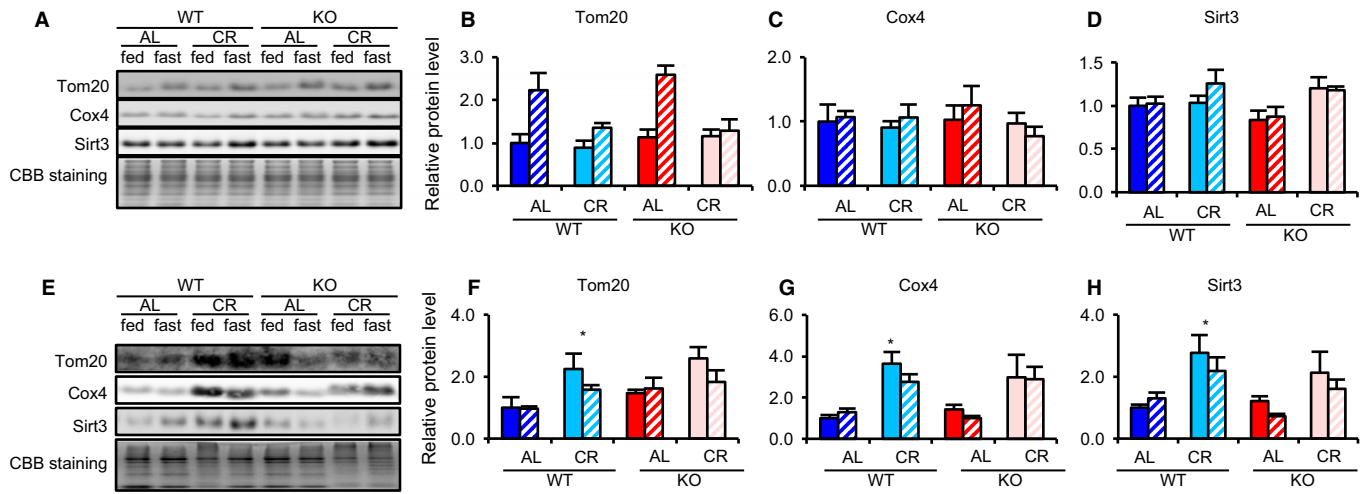 A
WT KO
AL CR AL CR
fed fast fed fast fed fast fed fast
Tom20
Cox4
Sirt3
CBB staining
B
Tom20
Relative protein level
3.0
2.0
1.0
0.0
AL CR AL CR
WT KO
C
Cox4
2.0
1.0
0.0
AL CR AL CR
WT KO
D
Sirt3
1.5
1.0
0.5
0.0
AL CR AL CR
WT KO
E
WT KO
AL CR AL CR
fed fast fed fast fed fast fed fast
Tom20
Cox4
Sirt3
CBB staining
F
Tom20
Relative protein level
4.0
2.0
0.0
*
AL CR AL CR
WT KO
G
Cox4
6.0
4.0
2.0
0.0
*
AL CR AL CR
WT KO
H
Sirt3
4.0
2.0
0.0
*
AL CR AL CR
WT KO